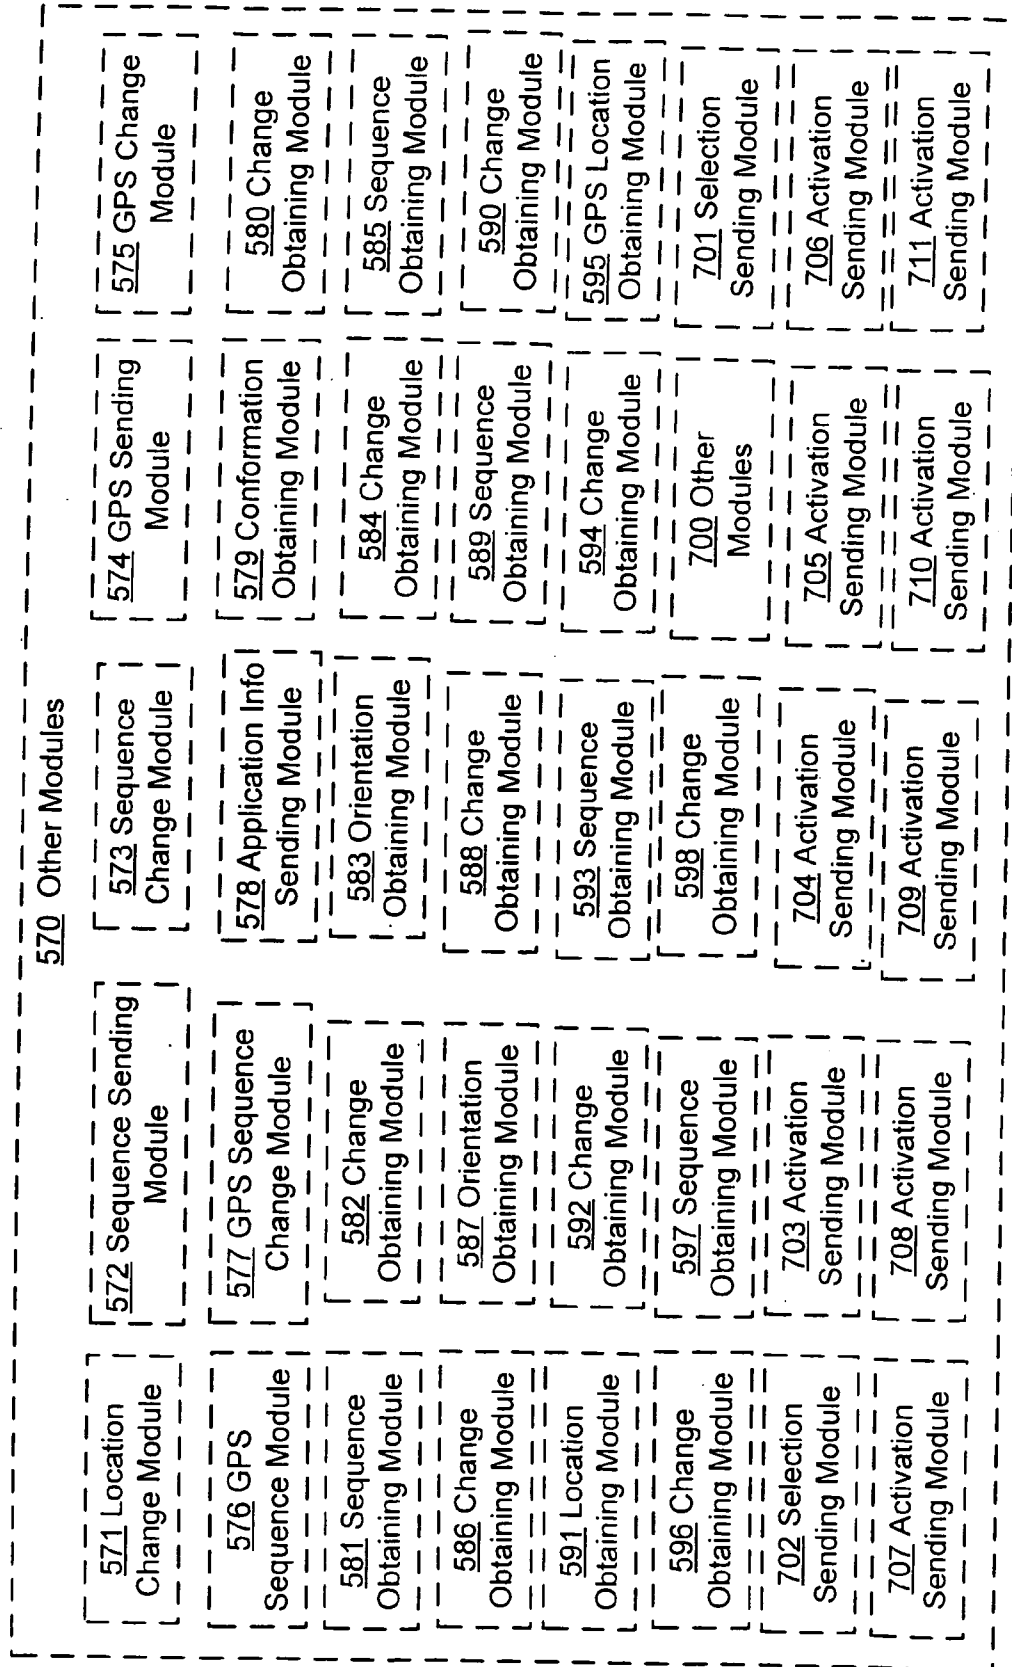 570 Other Modules
571 Location
Change Module
572 Sequence Sending
Module
573 Sequence
Change Module
574 GPS Sending
Module
575 GPS Change
Module
576 GPS
Sequence Module
577 GPS Sequence
Change Module
578 Application Info
Sending Module
579 Conformation
Obtaining Module
580 Change
Obtaining Module
581 Sequence
Obtaining Module
582 Change
Obtaining Module
583 Orientation
Obtaining Module
584 Change
Obtaining Module
585 Sequence
Obtaining Module
586 Change
Obtaining Module
587 Orientation
Obtaining Module
588 Change
Obtaining Module
589 Sequence
Obtaining Module
590 Change
Obtaining Module
591 Location
Obtaining Module
592 Change
Obtaining Module
593 Sequence
Obtaining Module
594 Change
Obtaining Module
595 GPS Location
Obtaining Module
596 Change
Obtaining Module
597 Sequence
Obtaining Module
598 Change
Obtaining Module
700 Other
Modules
701 Selection
Sending Module
702 Selection
Sending Module
703 Activation
Sending Module
704 Activation
Sending Module
705 Activation
Sending Module
706 Activation
Sending Module
707 Activation
Sending Module
708 Activation
Sending Module
709 Activation
Sending Module
710 Activation
Sending Module
711 Activation
Sending Module